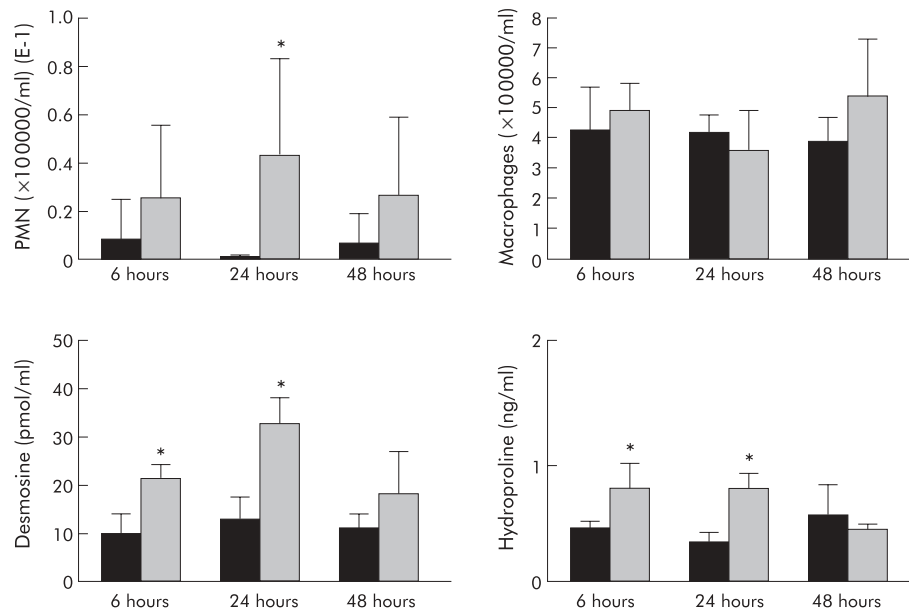 PMN (×100000/ml) (E-1)
1.0
0.8
0.6
0.4
0.2
0
*
6 hours
24 hours
48 hours
Macrophages (×100000/ml)
8
7
6
5
4
3
2
1
0
6 hours
24 hours
48 hours
Desmosine (pmol/ml)
50
40
30
20
10
0
*
*
6 hours
24 hours
48 hours
Hydroproline (ng/ml)
2
1
0
*
*
6 hours
24 hours
48 hours